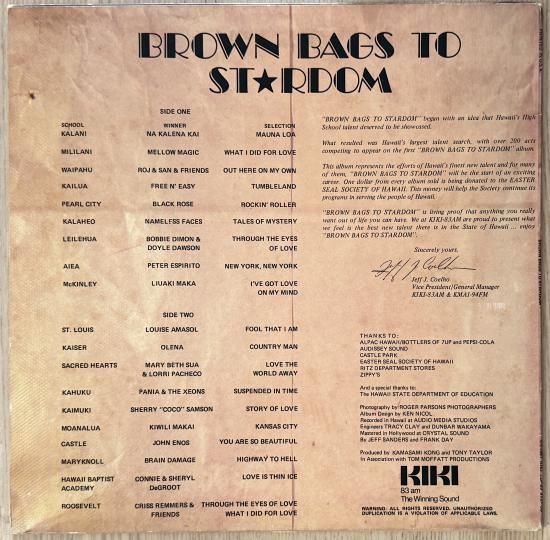 BROWN BAGS TO
ST★RDOM
SIDE ONE
SCHOOL WINNER SELECTION
KALANI NA KALENA KAI MAUNA LOA
MILILANI MELLOW MAGIC WHAT I DID FOR LOVE
WAIPAHU ROJ & SAN & FRIENDS OUT HERE ON MY OWN
KAILUA FREE N' EASY TUMBLELAND
PEARL CITY BLACK ROSE ROCKIN' ROLLER
KALAHEO NAMELESS FACES TALES OF MYSTERY
LEILEHUA BOBBIE DIMON & THROUGH THE EYES
DOYLE DAWSON OF LOVE
AIEA PETER ESPIRITO NEW YORK, NEW YORK
McKINLEY LIUAKI MAKA I'VE GOT LOVE
ON MY MIND
SIDE TWO
ST. LOUIS LOUISE AMASOL FOOL THAT I AM
KAISER OLENA COUNTRY MAN
SACRED HEARTS MARY BETH SUA LOVE THE
& LORRI PACHECO WORLD AWAY
KAHUKU PANIA & THE XEONS SUSPENDED IN TIME
KAIMUKI SHERRY "COCO" SAMSON STORY OF LOVE
MOANALUA KIWILI MAKAI KANSAS CITY
CASTLE JOHN ENOS YOU ARE SO BEAUTIFUL
MARYKNOLL BRAIN DAMAGE HIGHWAY TO HELL
HAWAII BAPTIST CONNIE & SHERYL LOVE IS THIN ICE
ACADEMY DeGROOT
ROOSEVELT CRISS REMMERS & THROUGH THE EYES OF LOVE
FRIENDS WHAT I DID FOR LOVE
"BROWN BAGS TO STARDOM" began with an idea that Hawaii's High
School talent deserved to be showcased.
What resulted was Hawaii's largest talent search, with over 200 acts
competing to appear on the first "BROWN BAGS TO STARDOM" album.
This album represents the efforts of Hawaii's finest new talent and for many
of them, "BROWN BAGS TO STARDOM" will be the start of an exciting
career. One dollar from every album sold is being donated to the EASTER
SEAL SOCIETY OF HAWAII. This money will help the Society continue its
programs in serving the people of Hawaii.
"BROWN BAGS TO STARDOM" is living proof that anything you really
want out of life you can have. We at KIKI-83AM are proud to present what
we feel is the best new talent there is in the State of Hawaii ... enjoy
"BROWN BAGS TO STARDOM".
Sincerely yours,
Jeff J. Coelho
Jeff J. Coelho
Vice President/General Manager
KIKI-83AM & KMAI-94FM
THANKS TO:
ALPAC HAWAII/BOTTLERS OF 7UP and PEPSI-COLA
AUDISSEY SOUND
CASTLE PARK
EASTER SEAL SOCIETY OF HAWAII
RITZ DEPARTMENT STORES
ZIPPY'S
And a special thanks to:
The HAWAII STATE DEPARTMENT OF EDUCATION
Photography by ROGER PARSONS PHOTOGRAPHERS
Album Design by KEN NICOL
Recorded in Hawaii at AUDIO MEDIA STUDIOS
Engineers TRACY CLAY and DUNBAR WAKAYAMA
Mastered in Hollywood at CRYSTAL SOUND
By JEFF SANDERS and FRANK DAY
Produced by KAMASAMI KONG and TONY TAYLOR
In Association with TOM MOFFATT PRODUCTIONS
KIKI
83 am
The Winning Sound
WARNING: ALL RIGHTS RESERVED. UNAUTHORIZED
DUPLICATION IS A VIOLATION OF APPLICABLE LAWS.